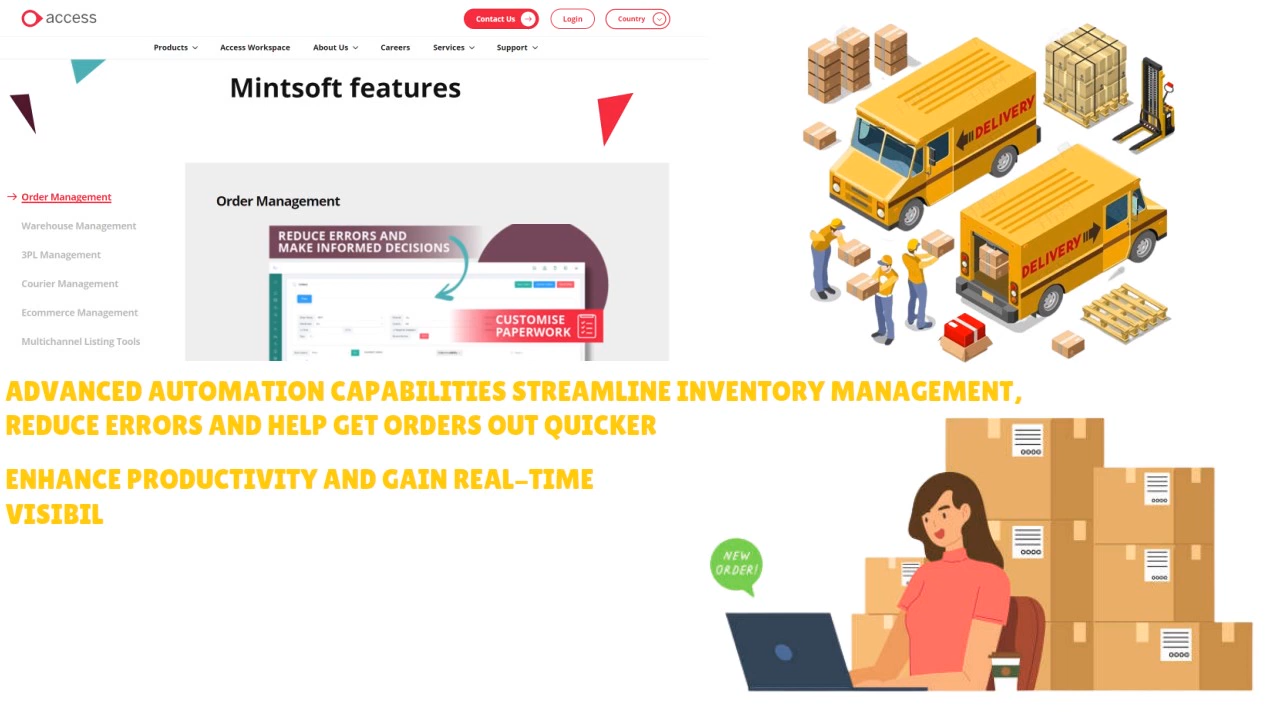 access
Contact Us
Login
Country
Products
Access Workspace
About Us
Careers
Services
Support
Mintsoft features
Order Management
Warehouse Management
3PL Management
Courier Management
Ecommerce Management
Multichannel Listing Tools
Order Management
REDUCE ERRORS AND
MAKE INFORMED DECISIONS
CUSTOMISE
PAPERWORK
DELIVERY
DELIVERY
ADVANCED AUTOMATION CAPABILITIES STREAMLINE INVENTORY MANAGEMENT,
REDUCE ERRORS AND HELP GET ORDERS OUT QUICKER
ENHANCE PRODUCTIVITY AND GAIN REAL-TIME
VISIBIL
NEW
ORDER!